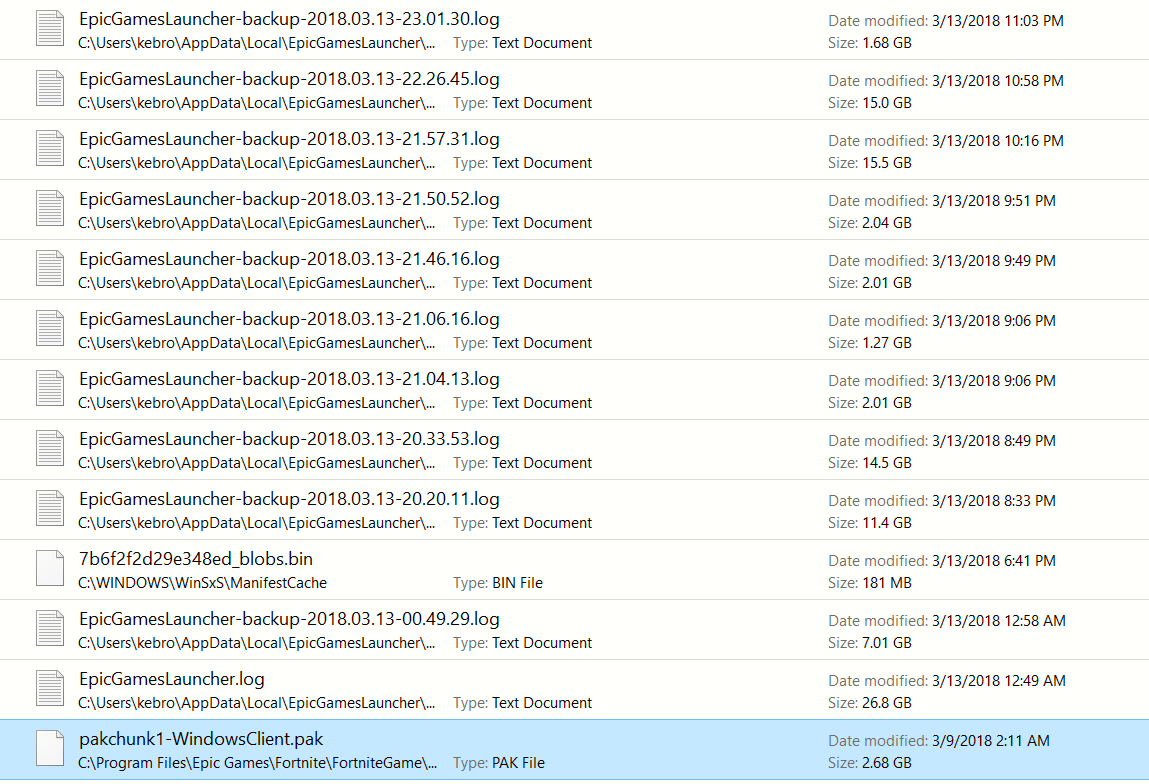 EpicGamesLauncher-backup-2018.03.13-23.01.30.log Date modified: 3/13/2018 11:03 PM
C:\Users\kebro\AppData\Local\EpicGamesLauncher\... Type: Text Document Size: 1.68 GB
EpicGamesLauncher-backup-2018.03.13-22.26.45.log Date modified: 3/13/2018 10:58 PM
C:\Users\kebro\AppData\Local\EpicGamesLauncher\... Type: Text Document Size: 15.0 GB
EpicGamesLauncher-backup-2018.03.13-21.57.31.log Date modified: 3/13/2018 10:16 PM
C:\Users\kebro\AppData\Local\EpicGamesLauncher\... Type: Text Document Size: 15.5 GB
EpicGamesLauncher-backup-2018.03.13-21.50.52.log Date modified: 3/13/2018 9:51 PM
C:\Users\kebro\AppData\Local\EpicGamesLauncher\... Type: Text Document Size: 2.04 GB
EpicGamesLauncher-backup-2018.03.13-21.46.16.log Date modified: 3/13/2018 9:49 PM
C:\Users\kebro\AppData\Local\EpicGamesLauncher\... Type: Text Document Size: 2.01 GB
EpicGamesLauncher-backup-2018.03.13-21.06.16.log Date modified: 3/13/2018 9:06 PM
C:\Users\kebro\AppData\Local\EpicGamesLauncher\... Type: Text Document Size: 1.27 GB
EpicGamesLauncher-backup-2018.03.13-21.04.13.log Date modified: 3/13/2018 9:06 PM
C:\Users\kebro\AppData\Local\EpicGamesLauncher\... Type: Text Document Size: 2.01 GB
EpicGamesLauncher-backup-2018.03.13-20.33.53.log Date modified: 3/13/2018 8:49 PM
C:\Users\kebro\AppData\Local\EpicGamesLauncher\... Type: Text Document Size: 14.5 GB
EpicGamesLauncher-backup-2018.03.13-20.20.11.log Date modified: 3/13/2018 8:33 PM
C:\Users\kebro\AppData\Local\EpicGamesLauncher\... Type: Text Document Size: 11.4 GB
7b6f2f2d29e348ed_blobs.bin Date modified: 3/13/2018 6:41 PM
C:\WINDOWS\WinSxS\ManifestCache Type: BIN File Size: 181 MB
EpicGamesLauncher-backup-2018.03.13-00.49.29.log Date modified: 3/13/2018 12:58 AM
C:\Users\kebro\AppData\Local\EpicGamesLauncher\... Type: Text Document Size: 7.01 GB
EpicGamesLauncher.log Date modified: 3/13/2018 12:49 AM
C:\Users\kebro\AppData\Local\EpicGamesLauncher\... Type: Text Document Size: 26.8 GB
pakchunk1-WindowsClient.pak Date modified: 3/9/2018 2:11 AM
C:\Program Files\Epic Games\Fortnite\FortniteGame\... Type: PAK File Size: 2.68 GB